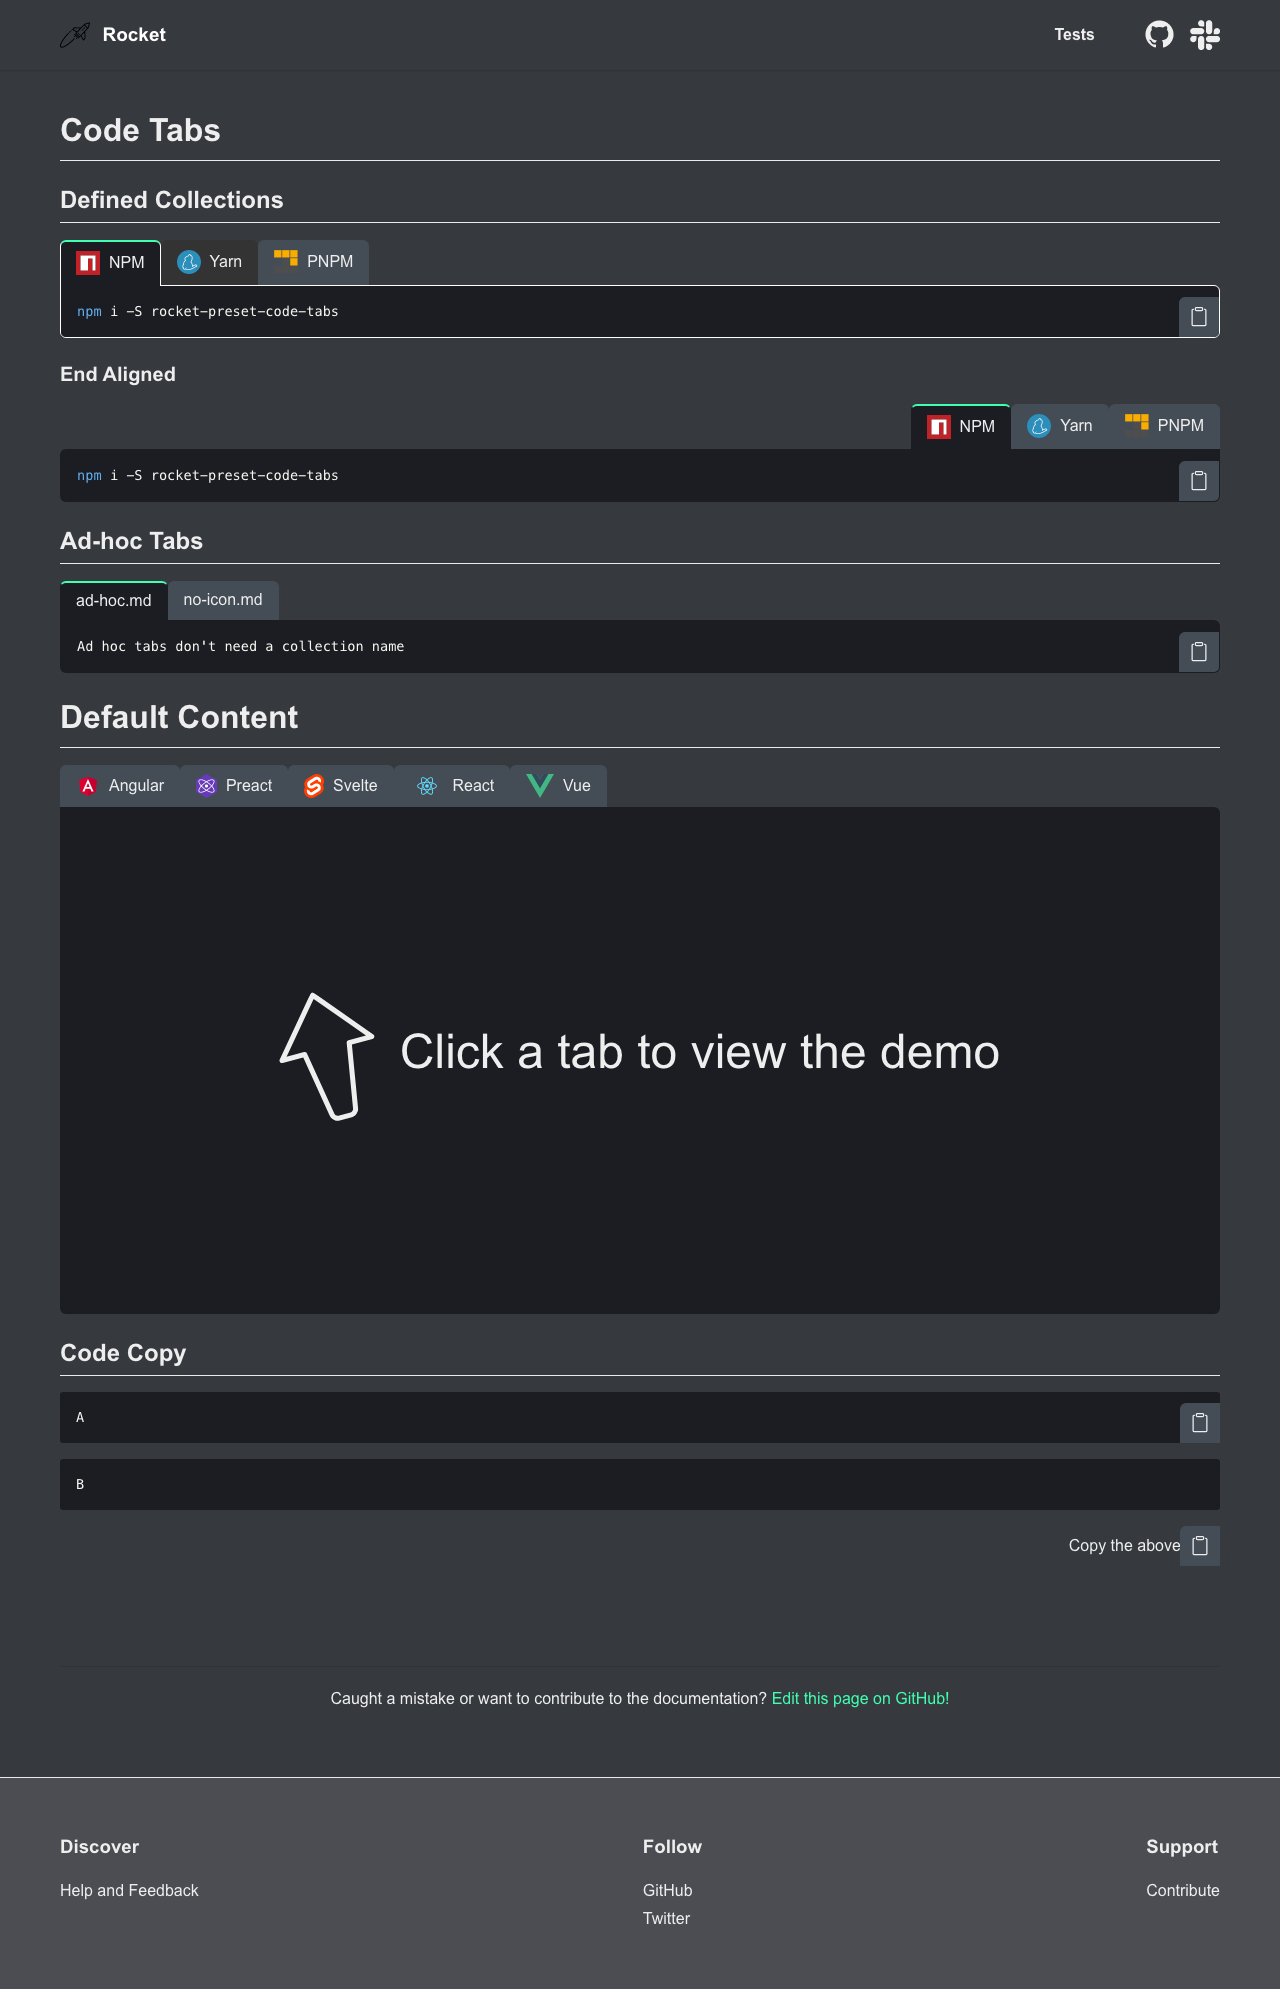 Rocket
Tests
Code Tabs
Defined Collections
NPM Yarn PNPM
npm i -S rocket-preset-code-tabs
End Aligned
NPM Yarn PNPM
npm i -S rocket-preset-code-tabs
Ad-hoc Tabs
ad-hoc.md no-icon.md
Ad hoc tabs don't need a collection name
Default Content
Angular Preact Svelte React Vue
Click a tab to view the demo
Code Copy
A
B
Copy the above
Caught a mistake or want to contribute to the documentation? Edit this page on GitHub!
Discover
Help and Feedback
Follow
GitHub
Twitter
Support
Contribute